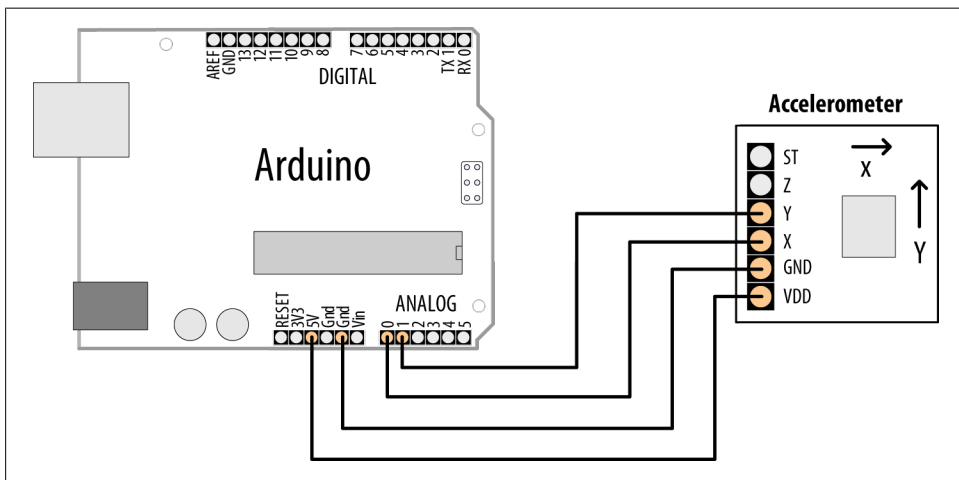 AREF
GND
13
12
11
10
9
8
7
6
5
4
3
2
TX 1
RX 0
DIGITAL
Arduino
RESET
3V3
5V
Gnd
Gnd
Vin
ANALOG
0
1
2
3
4
5
Accelerometer
ST
Z
Y
X
GND
VDD
X
Y